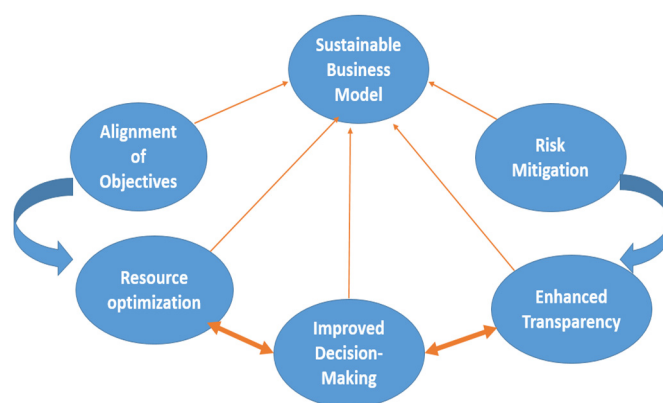 Sustainable
Business
Model
Alignment
of
Objectives
Risk
Mitigation
Resource
optimization
Improved
Decision-
Making
Enhanced
Transparency